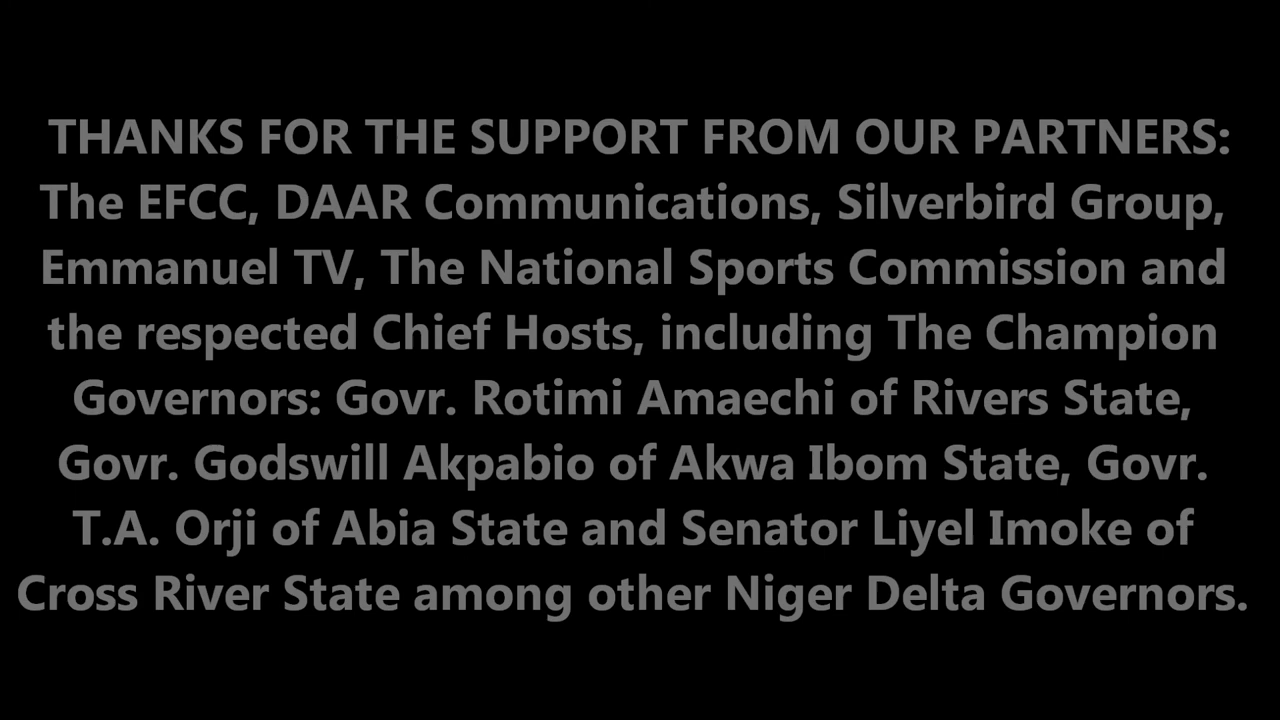 THANKS FOR THE SUPPORT FROM OUR PARTNERS:
The EFCC, DAAR Communications, Silverbird Group,
Emmanuel TV, The National Sports Commission and
the respected Chief Hosts, including The Champion
Governors: Govr. Rotimi Amaechi of Rivers State,
Govr. Godswill Akpabio of Akwa Ibom State, Govr.
T.A. Orji of Abia State and Senator Liyel Imoke of
Cross River State among other Niger Delta Governors.